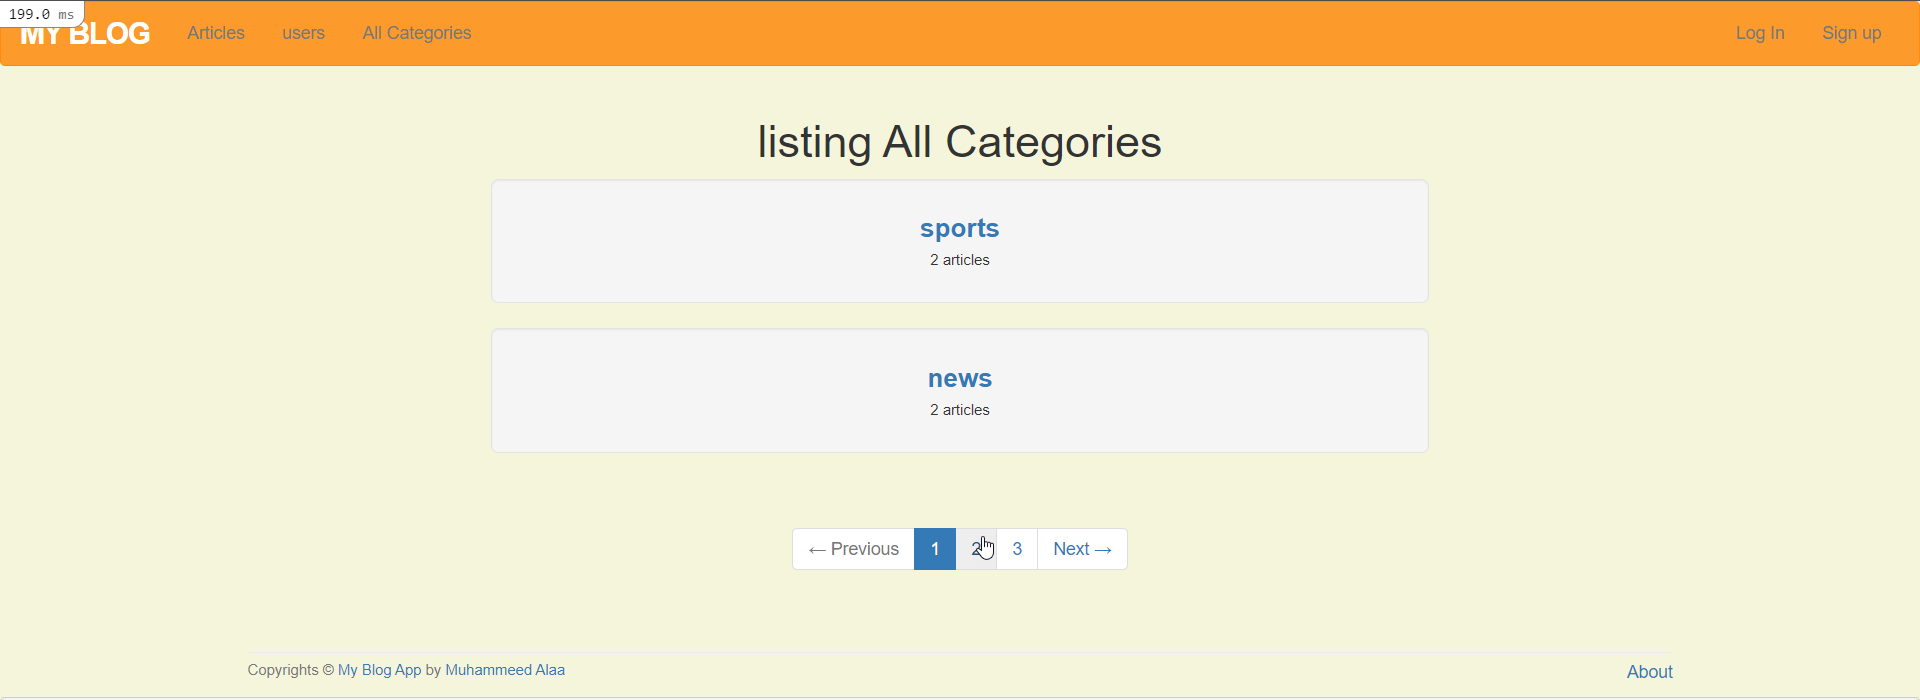 199.0 ms
MY BLOG Articles users All Categories Log In Sign up
listing All Categories
sports
2 articles
news
2 articles
← Previous 1 2 3 Next →
Copyrights © My Blog App by Muhammeed Alaa About